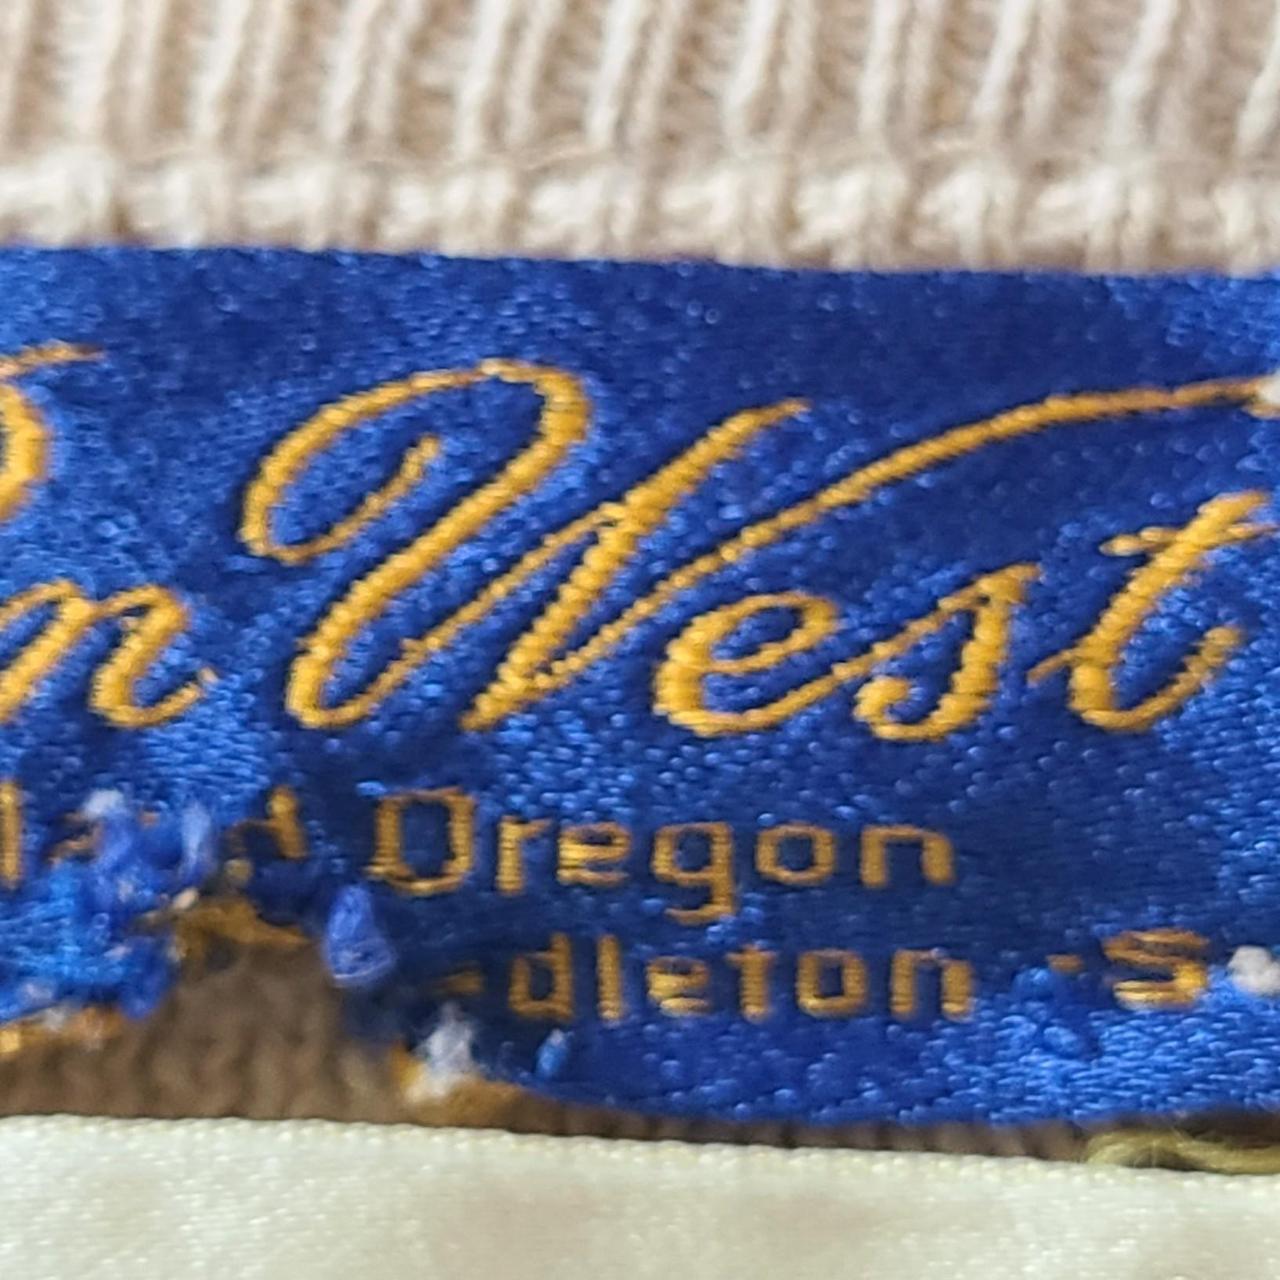 n West
Oregon
dleton - S